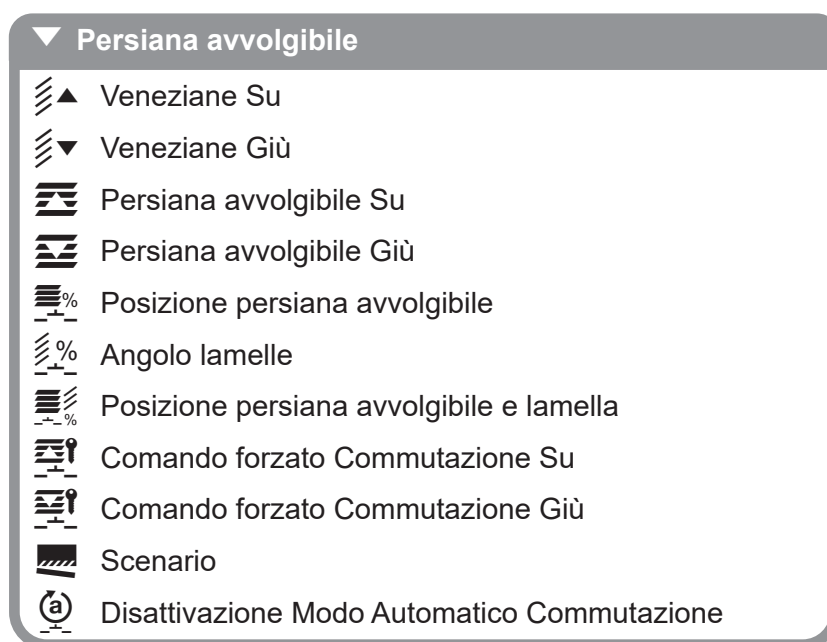 Persiana avvolgibile
Veneziane Su
Veneziane Giù
Persiana avvolgibile Su
Persiana avvolgibile Giù
% Posizione persiana avvolgibile
% Angolo lamelle
% Posizione persiana avvolgibile e lamella
Comando forzato Commutazione Su
Comando forzato Commutazione Giù
Scenario
a Disattivazione Modo Automatico Commutazione